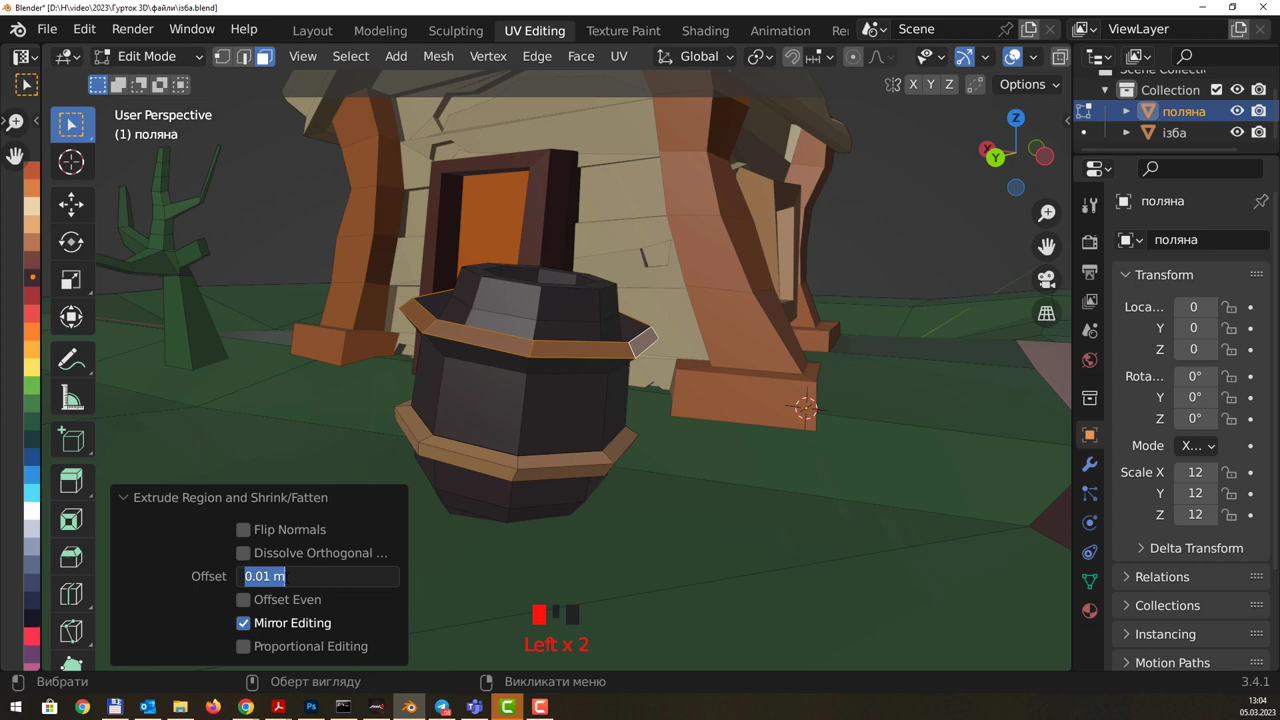 Blender* [D:\H\video\2023\Гурток 3D\файли\ізба.blend]
File Edit Render Window Help
Layout Modeling Sculpting UV Editing Texture Paint Shading Animation Re
Scene
ViewLayer
Edit Mode
View Select Add Mesh Vertex Edge Face UV
Global
X Y Z
Options
User Perspective
(1) поляна
Z
X
Y
Scene Collecti
Collection
поляна
ізба
поляна
поляна
Transform
Loca… 0
Y 0
Z 0
Rota… 0°
Y 0°
Z 0°
Mode X…
Scale X 12
Y 12
Z 12
Delta Transform
Relations
Collections
Instancing
Motion Paths
Extrude Region and Shrink/Fatten
Flip Normals
Dissolve Orthogonal …
Offset 0.01 m
Offset Even
Mirror Editing
Proportional Editing
Left x 2
Вибрати
Оберт вигляду
Викликати меню
3.4.1
13:04
05.03.2023